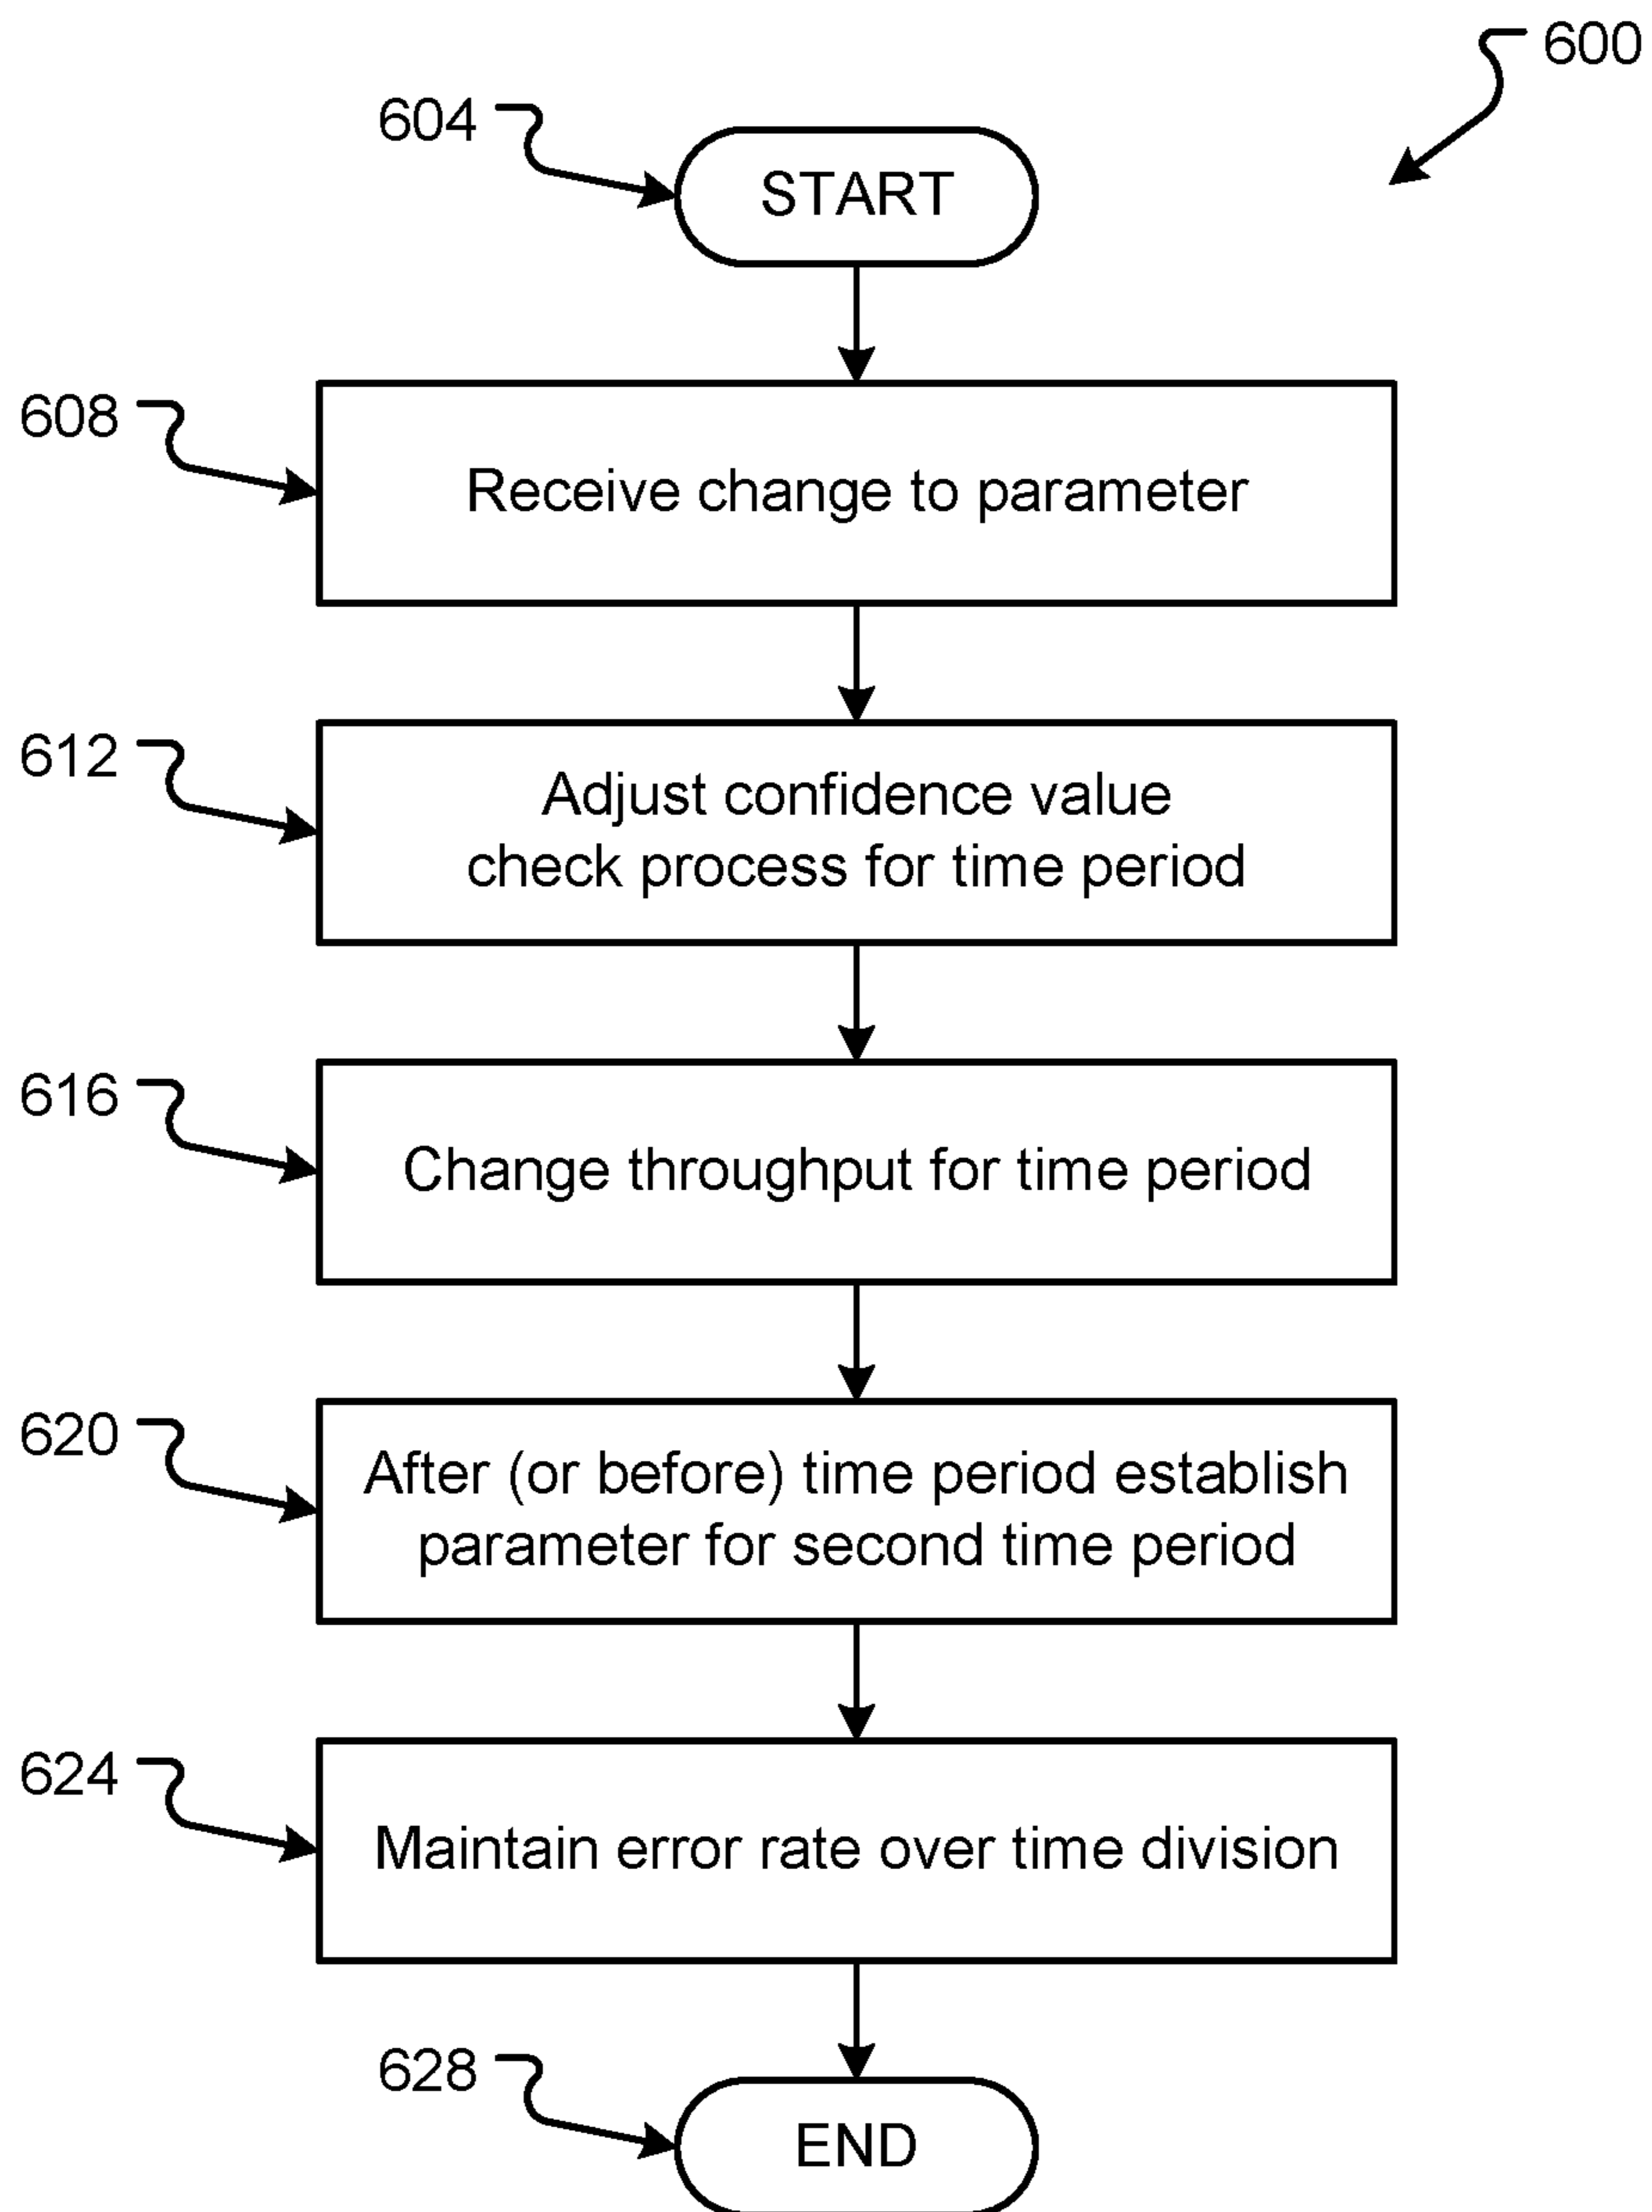 600
604
START
608
Receive change to parameter
612
Adjust confidence value
check process for time period
616
Change throughput for time period
620
After (or before) time period establish
parameter for second time period
624
Maintain error rate over time division
628
END